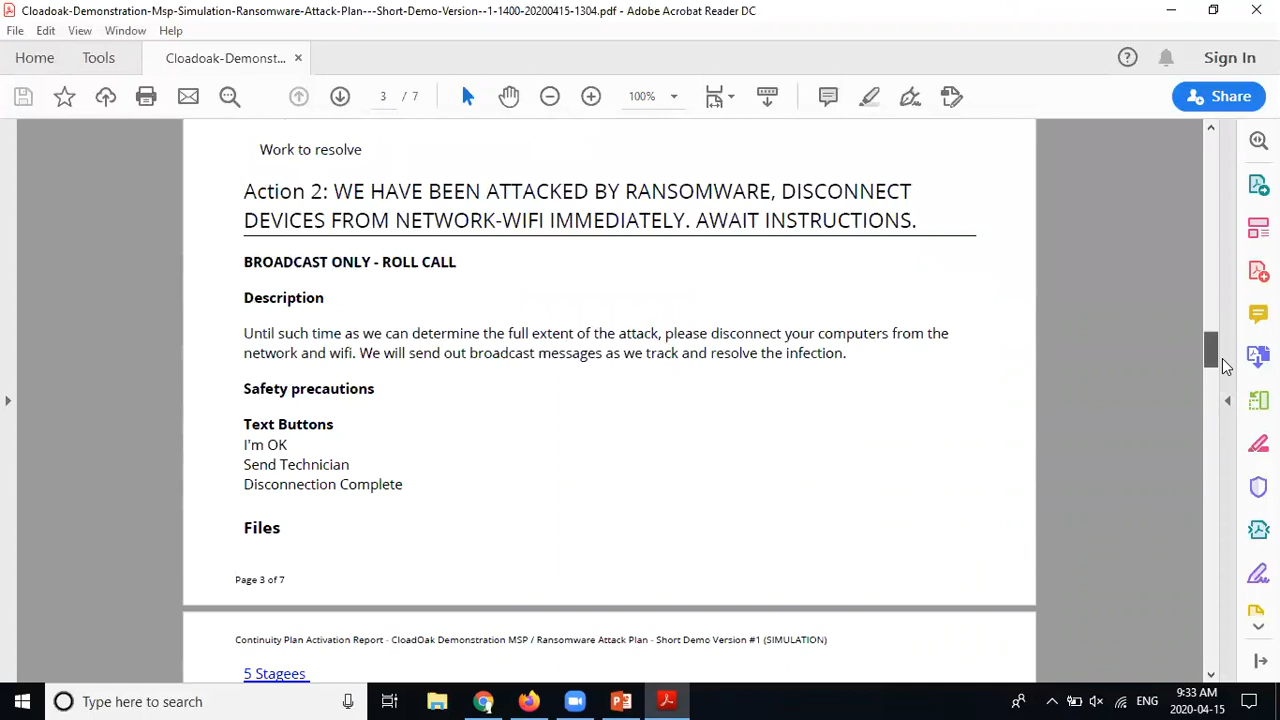 Cloadoak-Demonstration-Msp-Simulation-Ransomware-Attack-Plan---Short-Demo-Version--1-1400-20200415-1304.pdf - Adobe Acrobat Reader DC
File Edit View Window Help
Home Tools Cloadoak-Demonst... Sign In
3 / 7 100% Share
Work to resolve
Action 2: WE HAVE BEEN ATTACKED BY RANSOMWARE, DISCONNECT
DEVICES FROM NETWORK-WIFI IMMEDIATELY. AWAIT INSTRUCTIONS.
BROADCAST ONLY - ROLL CALL
Description
Until such time as we can determine the full extent of the attack, please disconnect your computers from the
network and wifi. We will send out broadcast messages as we track and resolve the infection.
Safety precautions
Text Buttons
I'm OK
Send Technician
Disconnection Complete
Files
Page 3 of 7
Continuity Plan Activation Report - CloadOak Demonstration MSP / Ransomware Attack Plan - Short Demo Version #1 (SIMULATION)
5 Stagees
Type here to search
ENG
9:33 AM
2020-04-15